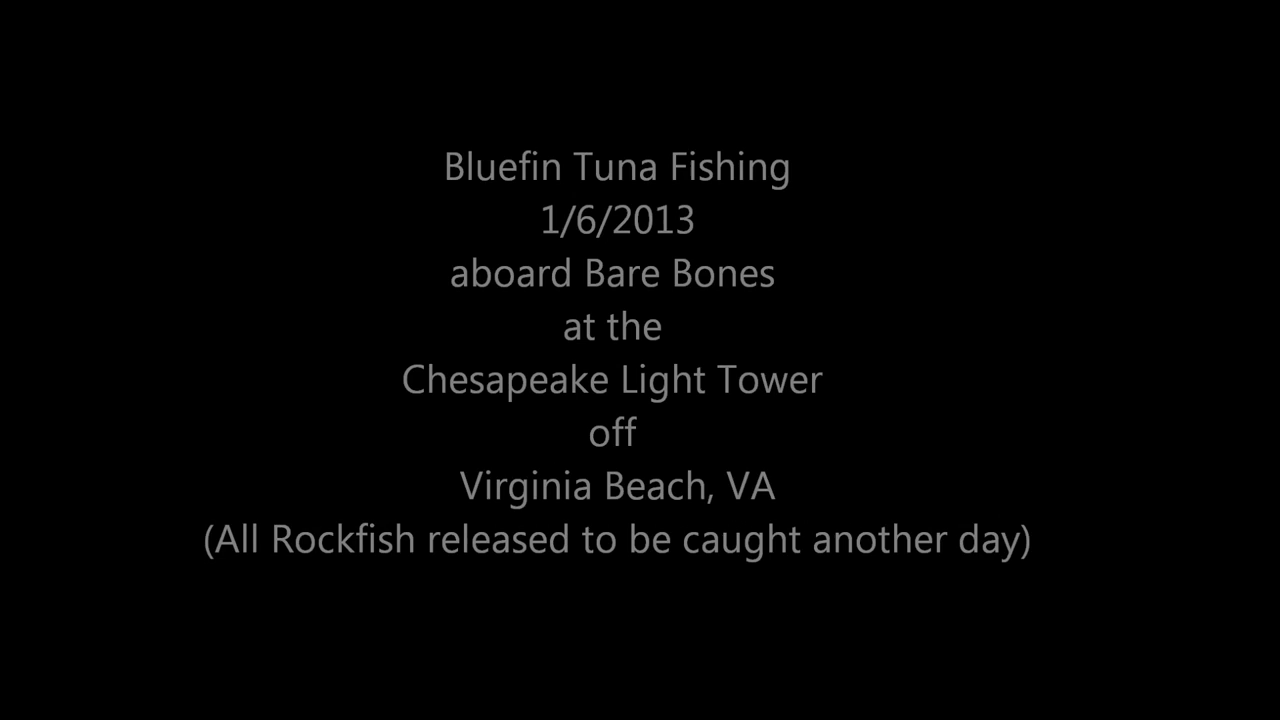 Bluefin Tuna Fishing
1/6/2013
aboard Bare Bones
at the
Chesapeake Light Tower
off
Virginia Beach, VA
(All Rockfish released to be caught another day)